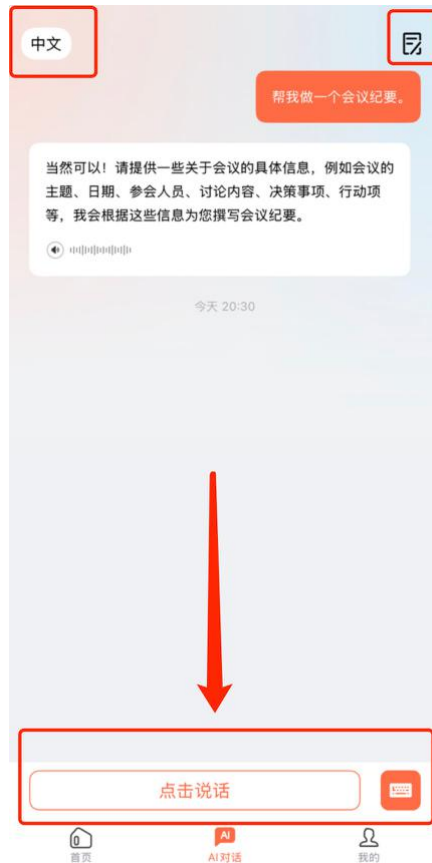 中文
帮我做一个会议纪要。
当然可以！请提供一些关于会议的具体信息，例如会议的
主题、日期、参会人员、讨论内容、决策事项、行动项
等，我会根据这些信息为您撰写会议纪要。
今天 20:30
点击说话
AI
首页
AI对话
我的